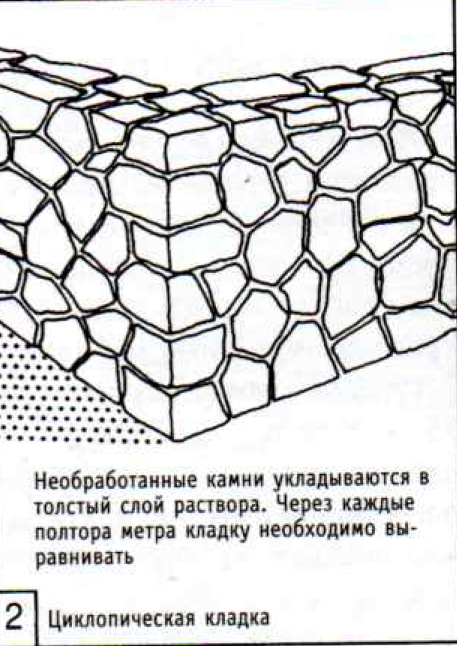 Необработанные камни укладываются в
толстый слой раствора. Через каждые
полтора метра кладку необходимо вы-
равнивать
2 Циклопическая кладка